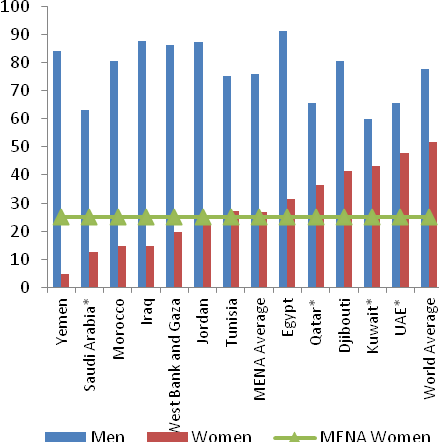 100
90
80
70
60
50
40
30
20
10
0
Yemen
Saudi Arabia*
Morocco
Iraq
West Bank and Gaza
Jordan
Tunisia
MENA Average
Egypt
Qatar*
Djibouti
Kuwait*
UAE*
World Average
Men
Women
MENA Women